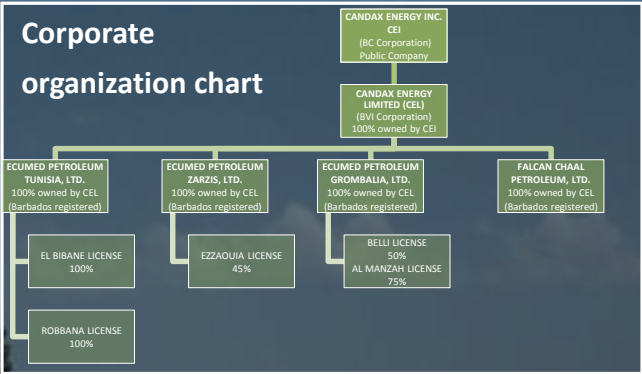 Corporate
organization chart
CANDAX ENERGY INC.
CEI
(BC Corporation)
Public Company
CANDAX ENERGY
LIMITED (CEL)
(BVI Corporation)
100% owned by CEI
ECUMED PETROLEUM
TUNISIA, LTD.
100% owned by CEL
(Barbados registered)
ECUMED PETROLEUM
ZARZIS, LTD.
100% owned by CEL
(Barbados registered)
ECUMED PETROLEUM
GROMBALIA, LTD.
100% owned by CEL
(Barbados registered)
FALCAN CHAAL
PETROLEUM, LTD.
100% owned by CEL
(Barbados registered)
EL BIBANE LICENSE
100%
EZZAOUIA LICENSE
45%
BELLI LICENSE
50%
AL MANZAH LICENSE
75%
ROBBANA LICENSE
100%